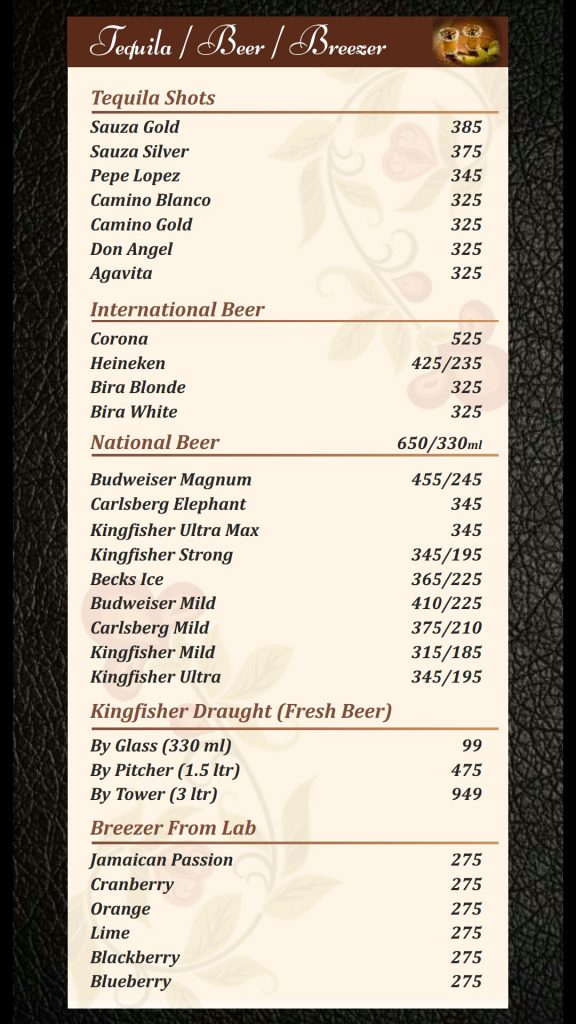 Tequila / Beer / Breezer
Tequila Shots
Sauza Gold 385
Sauza Silver 375
Pepe Lopez 345
Camino Blanco 325
Camino Gold 325
Don Angel 325
Agavita 325
International Beer
Corona 525
Heineken 425/235
Bira Blonde 325
Bira White 325
National Beer 650/330ml
Budweiser Magnum 455/245
Carlsberg Elephant 345
Kingfisher Ultra Max 345
Kingfisher Strong 345/195
Becks Ice 365/225
Budweiser Mild 410/225
Carlsberg Mild 375/210
Kingfisher Mild 315/185
Kingfisher Ultra 345/195
Kingfisher Draught (Fresh Beer)
By Glass (330 ml) 99
By Pitcher (1.5 ltr) 475
By Tower (3 ltr) 949
Breezer From Lab
Jamaican Passion 275
Cranberry 275
Orange 275
Lime 275
Blackberry 275
Blueberry 275